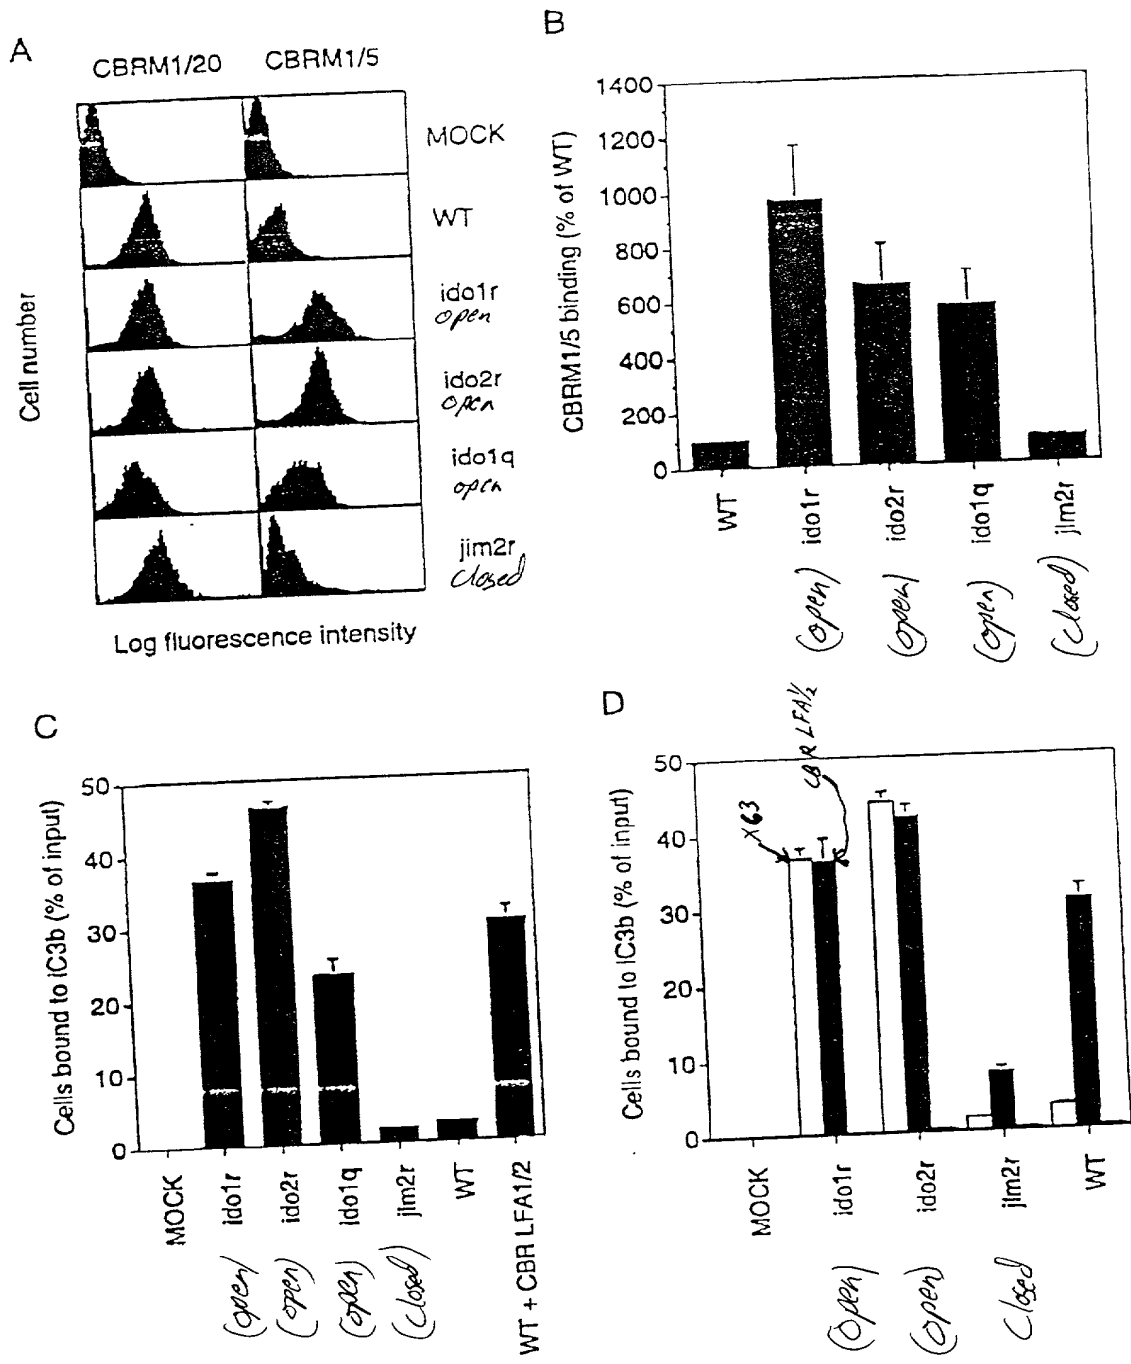 A
CBRM1/20 CBRM1/5
MOCK
WT
ido1r
open
ido2r
open
ido1q
open
jim2r
closed
Cell number
Log fluorescence intensity
B
1400
1200
1000
800
600
400
200
0
CBRM1/5 binding (% of WT)
WT
ido1r
ido2r
ido1q
jim2r
(open)
(open)
(open)
(closed)
C
50
40
30
20
10
0
Cells bound to iC3b (% of input)
MOCK
ido1r
ido2r
ido1q
jim2r
WT
WT + CBR LFA1/2
(open)
(open)
(open)
(closed)
D
X63
CBR LFA1/2
50
40
30
20
10
0
Cells bound to iC3b (% of input)
MOCK
ido1r
ido2r
jim2r
WT
(open)
(open)
closed